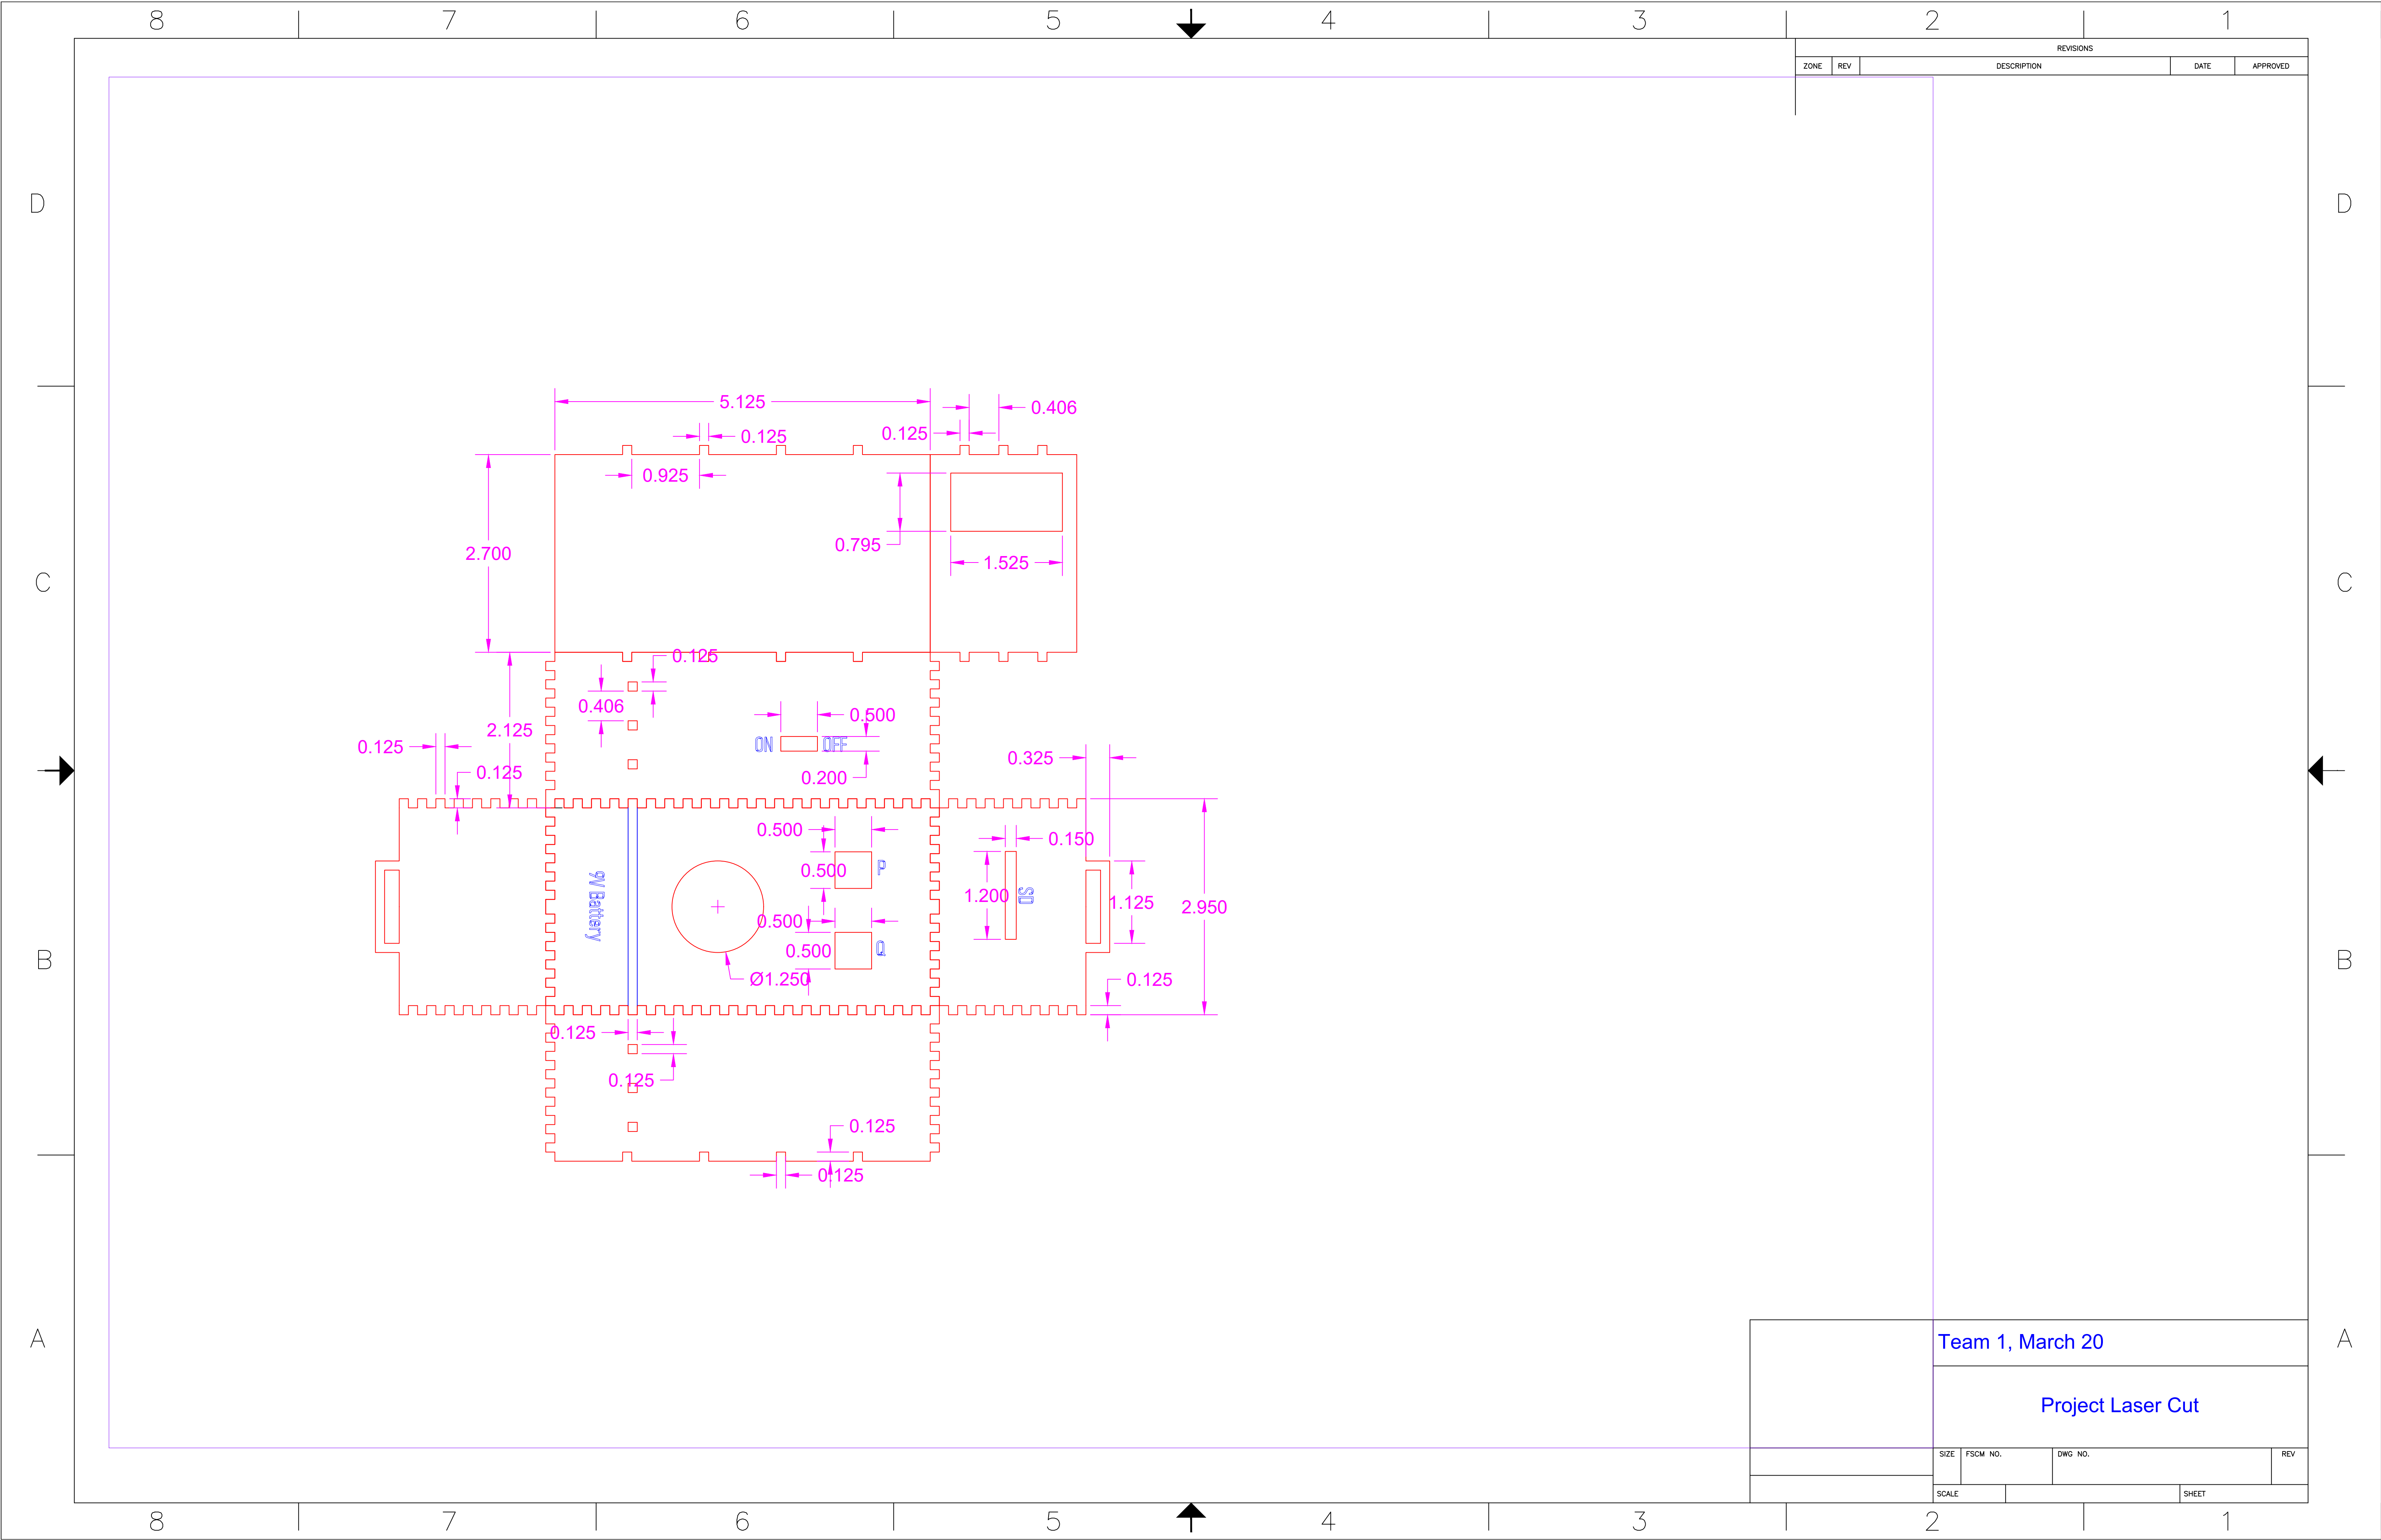 8 7 6 5 4 3 2 1
REVISIONS
ZONE REV DESCRIPTION DATE APPROVED
D D
5.125
0.406
0.125
0.125
0.925
0.795
2.700
1.525
C C
0.125
0.406
0.500
2.125
ON OFF
0.125
0.325
0.125
0.200
0.500
0.150
0.500
P
9V Battery
1.200
SD
1.125
2.950
0.500
Q
0.500
B B
Ø1.250
0.125
0.125
0.125
0.125
0.125
A A
Team 1, March 20
Project Laser Cut
SIZE FSCM NO. DWG NO. REV
SCALE SHEET
8 7 6 5 4 3 2 1